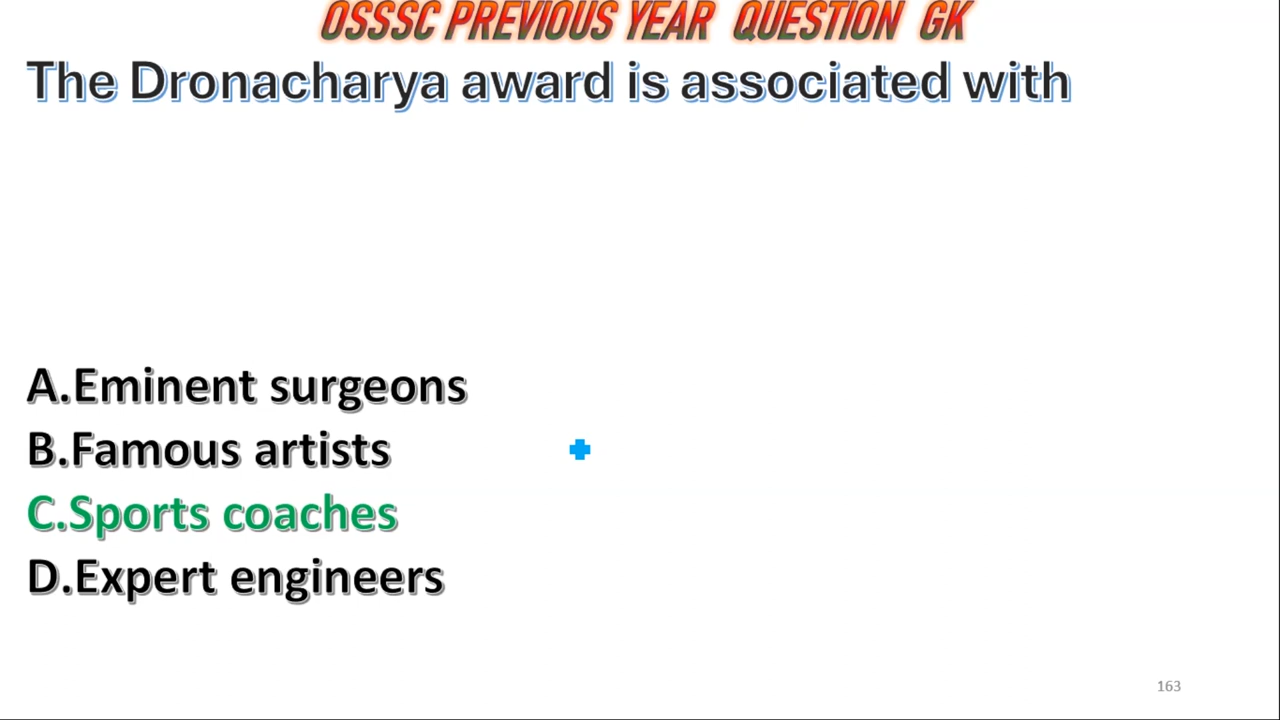 OSSSC PREVIOUS YEAR QUESTION GK
The Dronacharya award is associated with
A.Eminent surgeons
B.Famous artists
C.Sports coaches
D.Expert engineers
163